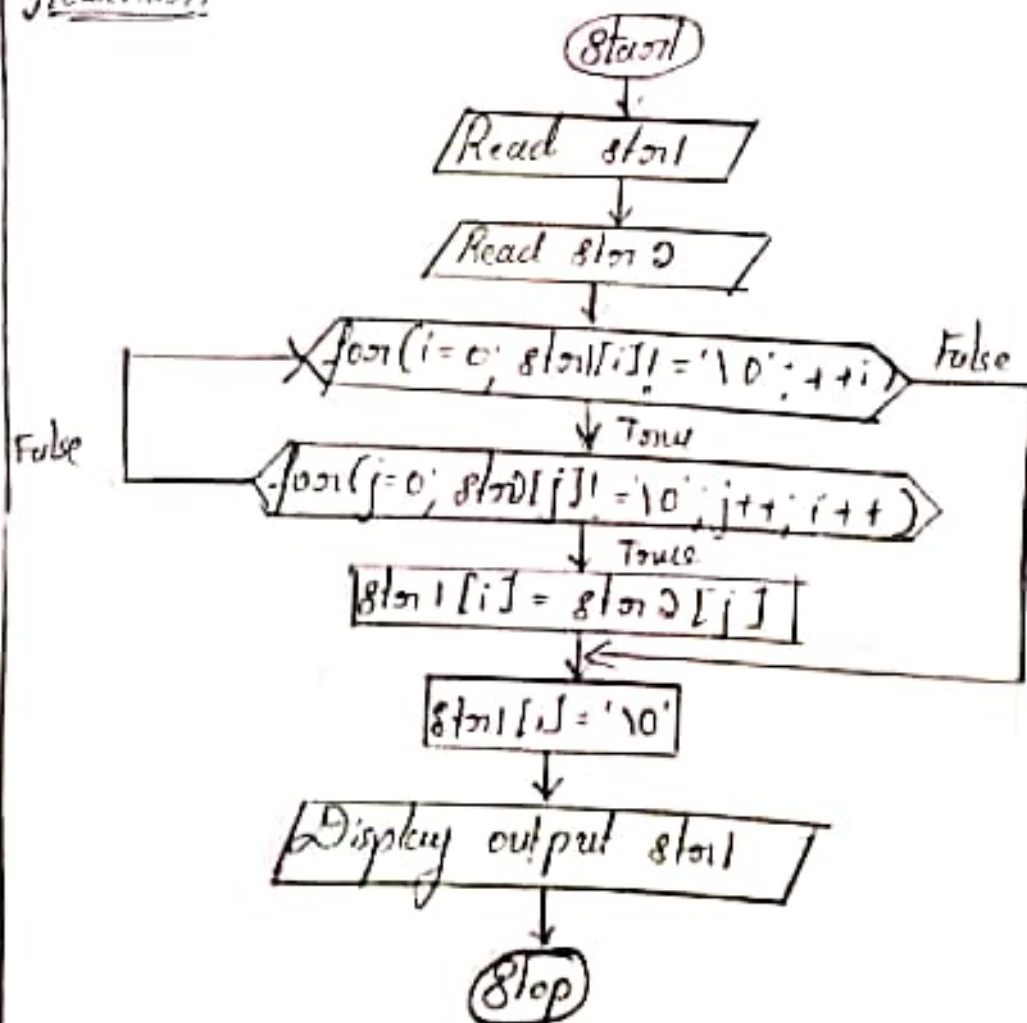 Start
Read str1
Read str2
for(i=0; str1[i]!='\0'; ++i)
False
True
False
for(j=0; str2[j]!='\0'; j++; i++)
True
str1[i] = str2[j]
str1[i]='\0'
Display output str1
Stop